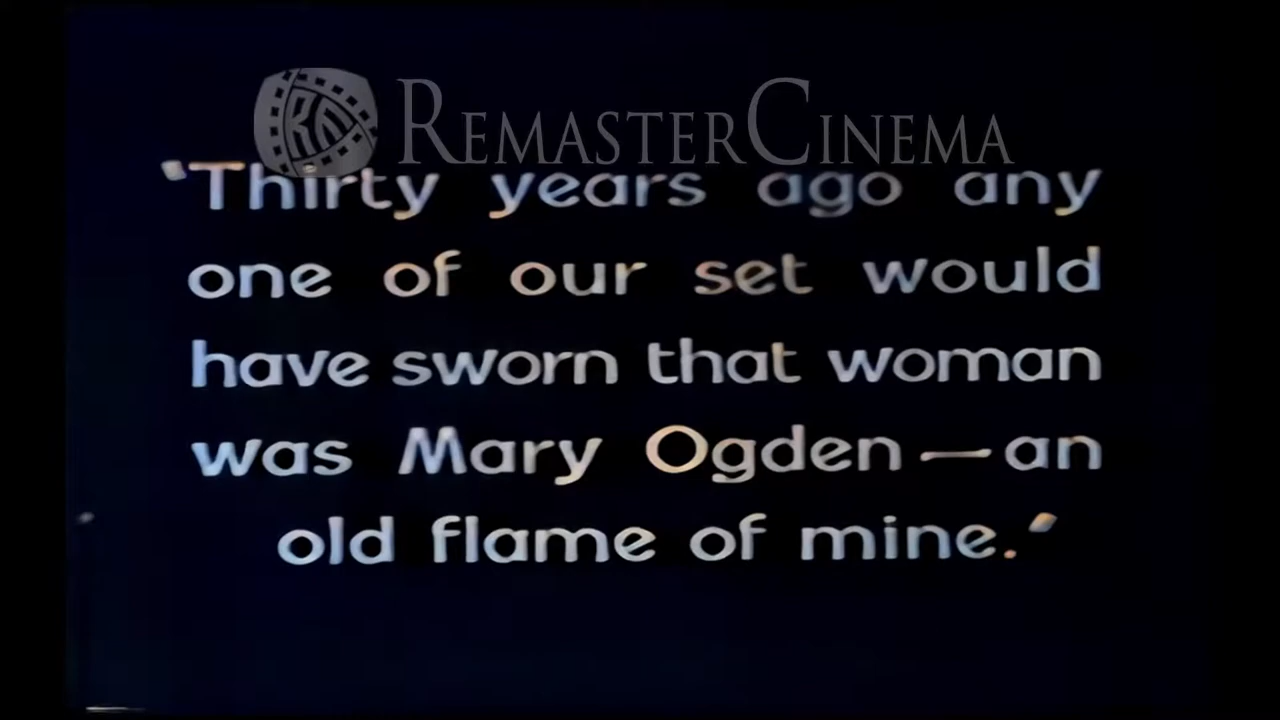 REMASTERCINEMA
'Thirty years ago any
one of our set would
have sworn that woman
was Mary Ogden—an
old flame of mine.'